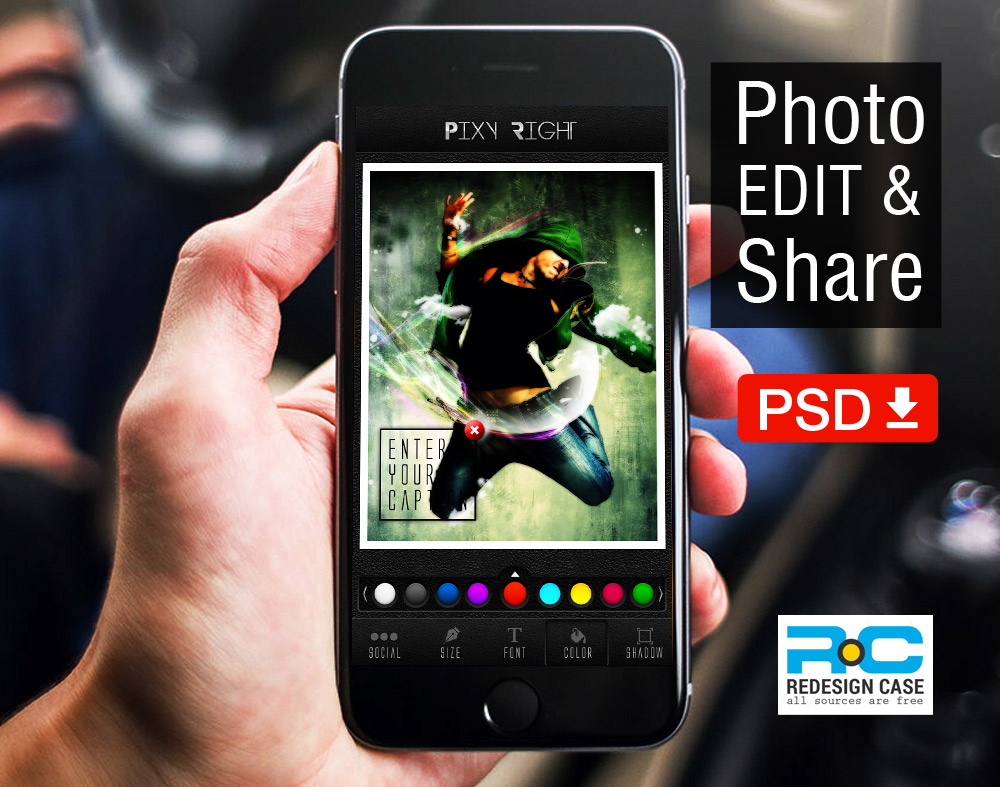 PIXY RIGHT
Photo
EDIT &
Share
PSD
ENTER
YOUR
CAPTION
SOCIAL
SIZE
T
FONT
COLOR
SHADOW
RC
REDESIGN CASE
all sources are free